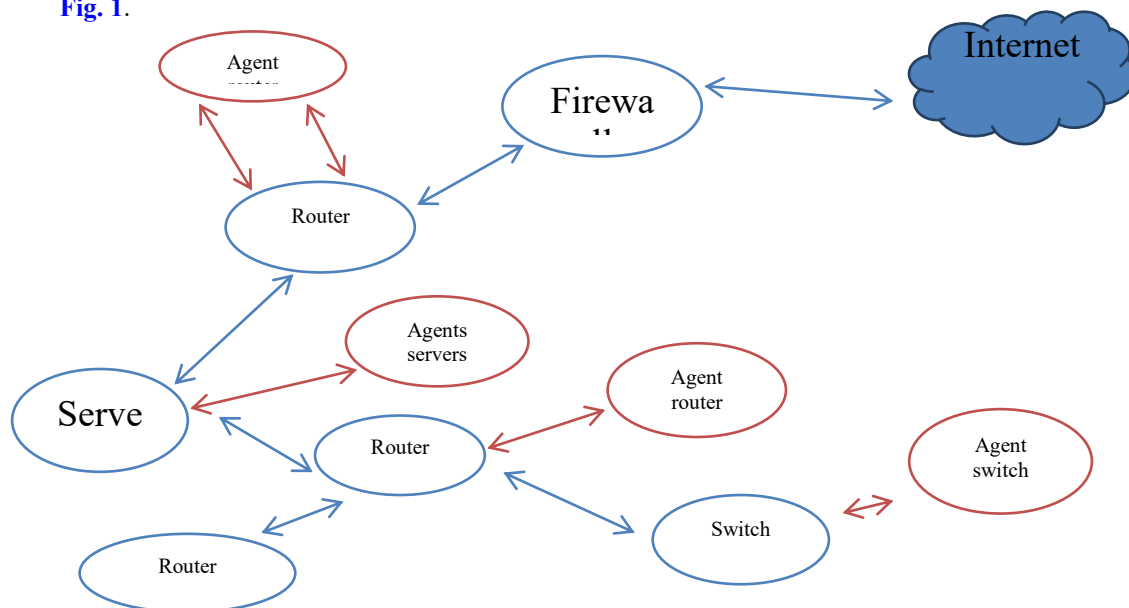 Fig. 1.
Internet
Agent
Firewa
Router
Agents
servers
Agent
router
Serve
Router
Agent
switch
Switch
Router